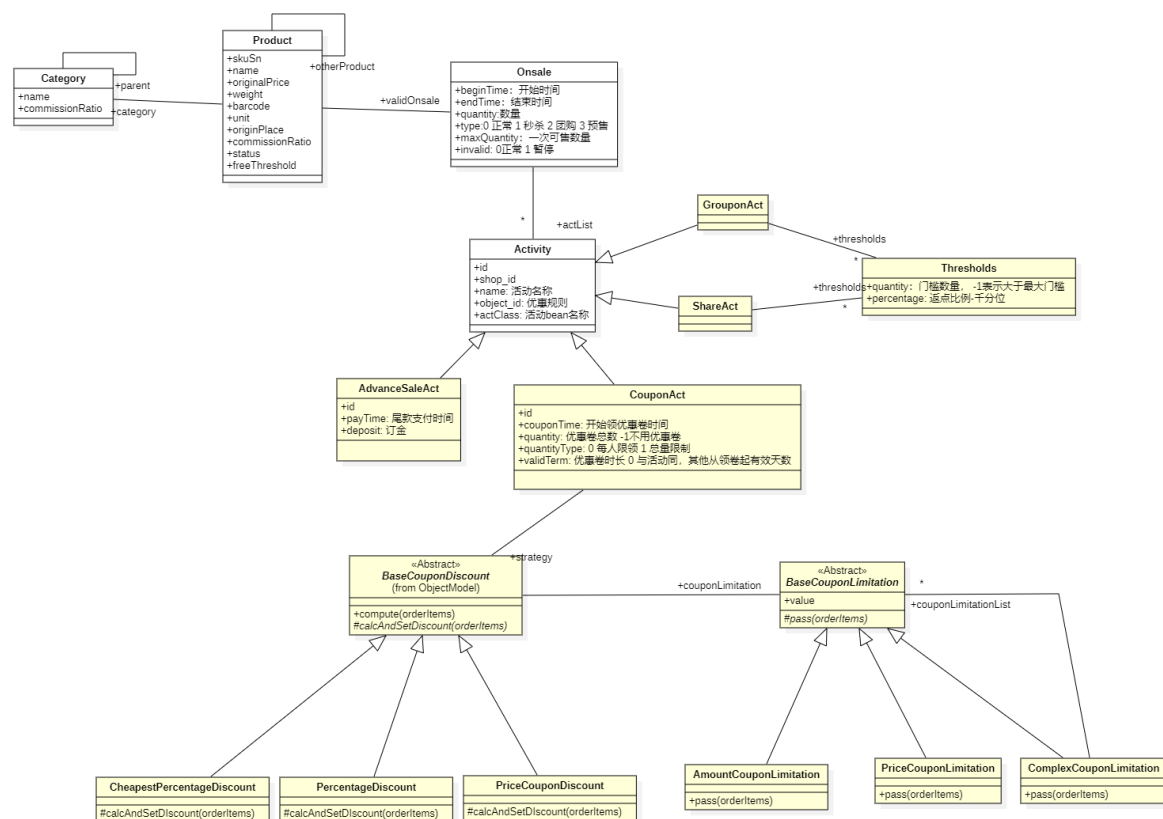 Product
+skuSn
+name
+originalPrice
+weight
+barcode
+unit
+originPlace
+commissionRatio
+status
+freeThreshold
+otherProduct
Category
+name
+commissionRatio
+parent
+category
+validOnsale
Onsale
+beginTime：开始时间
+endTime：结束时间
+quantity:数量
+type:0 正常 1 秒杀 2 团购 3 预售
+maxQuantity：一次可售数量
+invalid: 0正常 1 暂停
*
+actList
Activity
+id
+shop_id
+name: 活动名称
+object_id: 优惠规则
+actClass: 活动bean名称
GrouponAct
+thresholds
*
ShareAct
+thresholds
*
Thresholds
+quantity：门槛数量， -1表示大于最大门槛
+percentage: 返点比例-千分位
AdvanceSaleAct
+id
+payTime: 尾款支付时间
+deposit: 订金
CouponAct
+id
+couponTime: 开始领优惠卷时间
+quantity: 优惠卷总数 -1不用优惠卷
+quantityType: 0 每人限领 1 总量限制
+validTerm: 优惠卷时长 0 与活动同，其他从领卷起有效天数
+strategy
«Abstract»
BaseCouponDiscount
(from ObjectModel)
+compute(orderItems)
#calcAndSetDiscount(orderItems)
+couponLimitation
«Abstract»
BaseCouponLimitation
+value
#pass(orderItems)
*
+couponLimitationList
CheapestPercentageDiscount
#calcAndSetDIscount(orderItems)
PercentageDiscount
#calcAndSetDIscount(orderItems)
PriceCouponDiscount
#calcAndSetDIscount(orderItems)
AmountCouponLimitation
+pass(orderItems)
PriceCouponLimitation
+pass(orderItems)
ComplexCouponLimitation
+pass(orderItems)